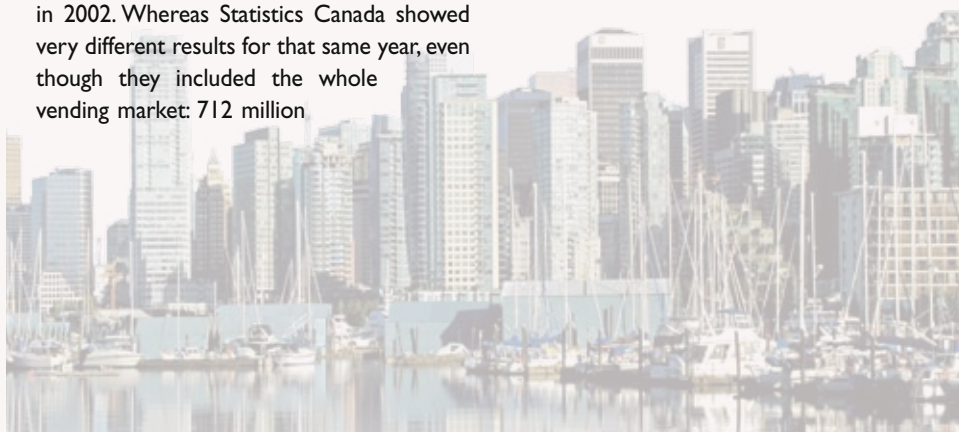 in 2002. Whereas Statistics Canada showed
very different results for that same year, even
though they included the whole
vending market: 712 million